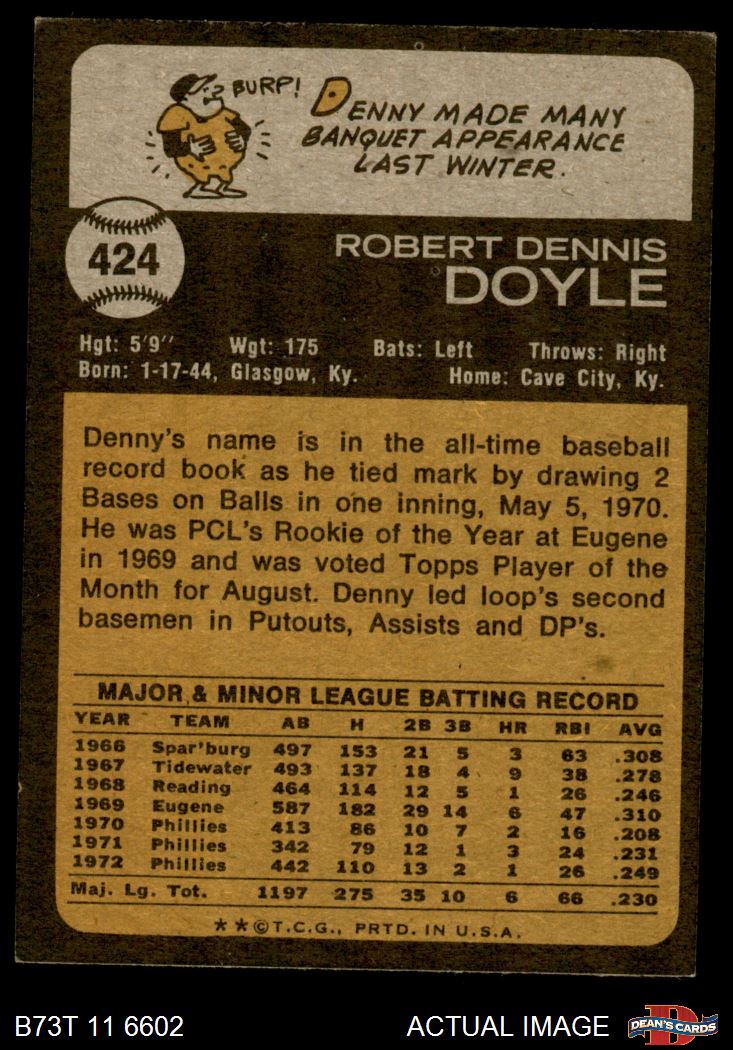 BURP!
DENNY MADE MANY
BANQUET APPEARANCE
LAST WINTER.
424
ROBERT DENNIS
DOYLE
Hgt: 5'9" Wgt: 175 Bats: Left Throws: Right
Born: 1-17-44, Glasgow, Ky. Home: Cave City, Ky.
Denny's name is in the all-time baseball
record book as he tied mark by drawing 2
Bases on Balls in one inning, May 5, 1970.
He was PCL's Rookie of the Year at Eugene
in 1969 and was voted Topps Player of the
Month for August. Denny led loop's second
basemen in Putouts, Assists and DP's.
MAJOR & MINOR LEAGUE BATTING RECORD
YEAR TEAM AB H 2B 3B HR RBI AVG
1966 Spar'burg 497 153 21 5 3 63 .308
1967 Tidewater 493 137 18 4 9 38 .278
1968 Reading 464 114 12 5 1 26 .246
1969 Eugene 587 182 29 14 6 47 .310
1970 Phillies 413 86 10 7 2 16 .208
1971 Phillies 342 79 12 1 3 24 .231
1972 Phillies 442 110 13 2 1 26 .249
Maj. Lg. Tot. 1197 275 35 10 6 66 .230
**©T.C.G., PRTD. IN U.S.A.
B73T 11 6602 ACTUAL IMAGE
D
DEAN'S CARDS